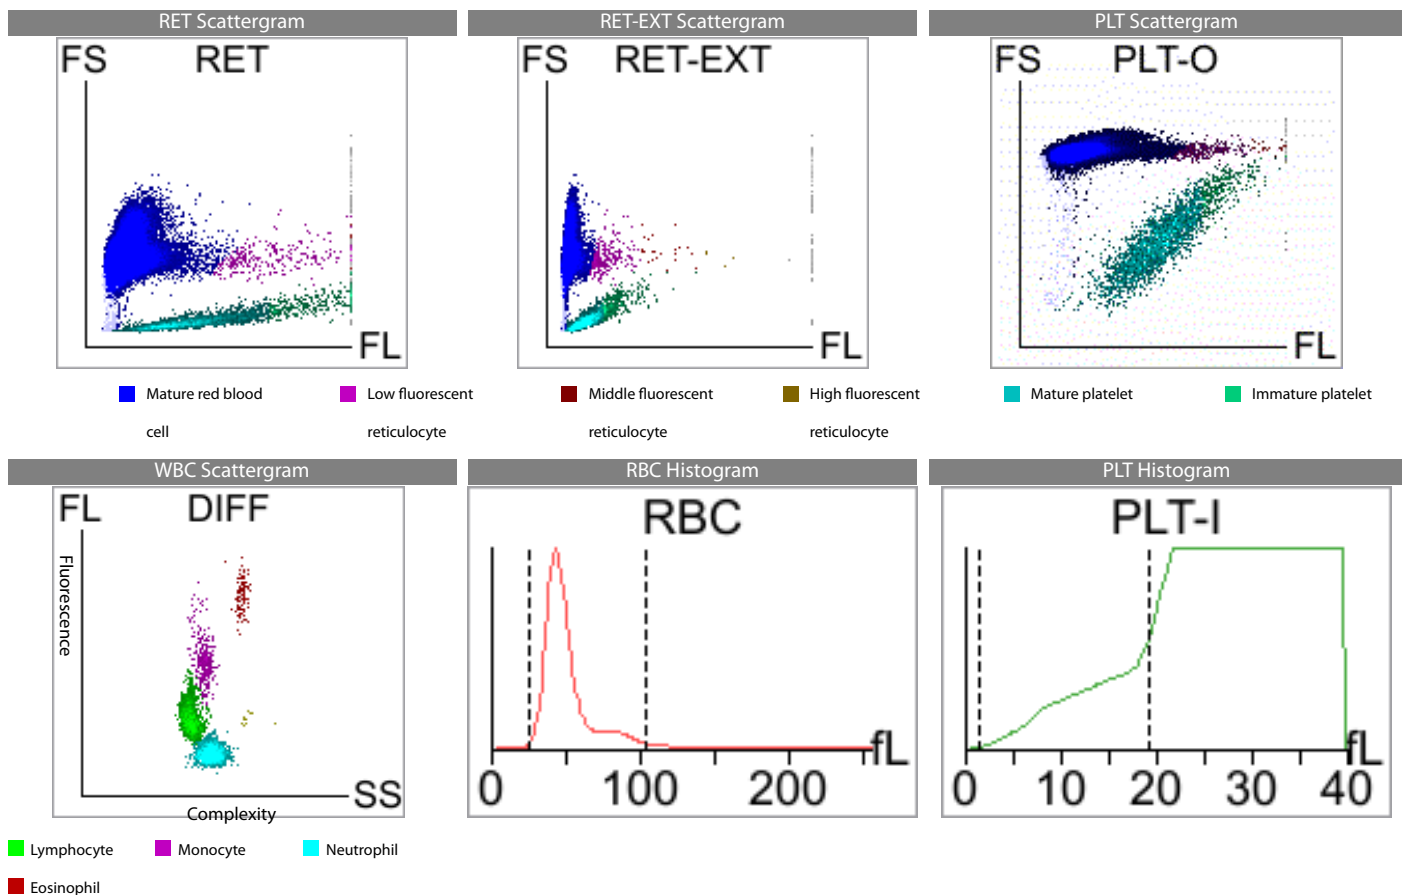 RET Scattergram
RET-EXT Scattergram
PLT Scattergram
FS RET
FL
FS RET-EXT
FL
FS PLT-O
FL
Mature red blood
cell
Low fluorescent
reticulocyte
Middle fluorescent
reticulocyte
High fluorescent
reticulocyte
Mature platelet
Immature platelet
WBC Scattergram
RBC Histogram
PLT Histogram
FL DIFF
Fluorescence
SS
Complexity
RBC
fL
0 100 200
PLT-I
fL
0 10 20 30 40
Lymphocyte
Monocyte
Neutrophil
Eosinophil